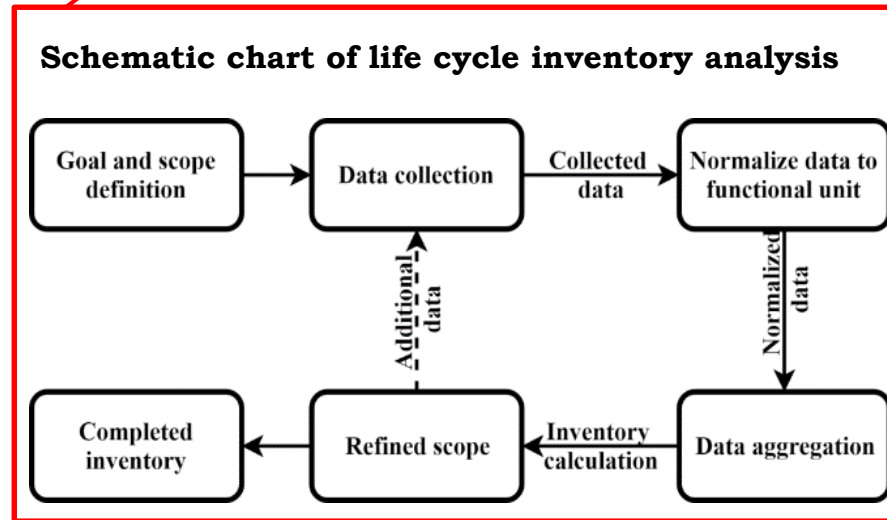 Schematic chart of life cycle inventory analysis
Goal and scope
definition
Data collection
Collected
data
Normalize data to
functional unit
Normalized
data
Additional
data
Completed
inventory
Refined scope
Inventory
calculation
Data aggregation